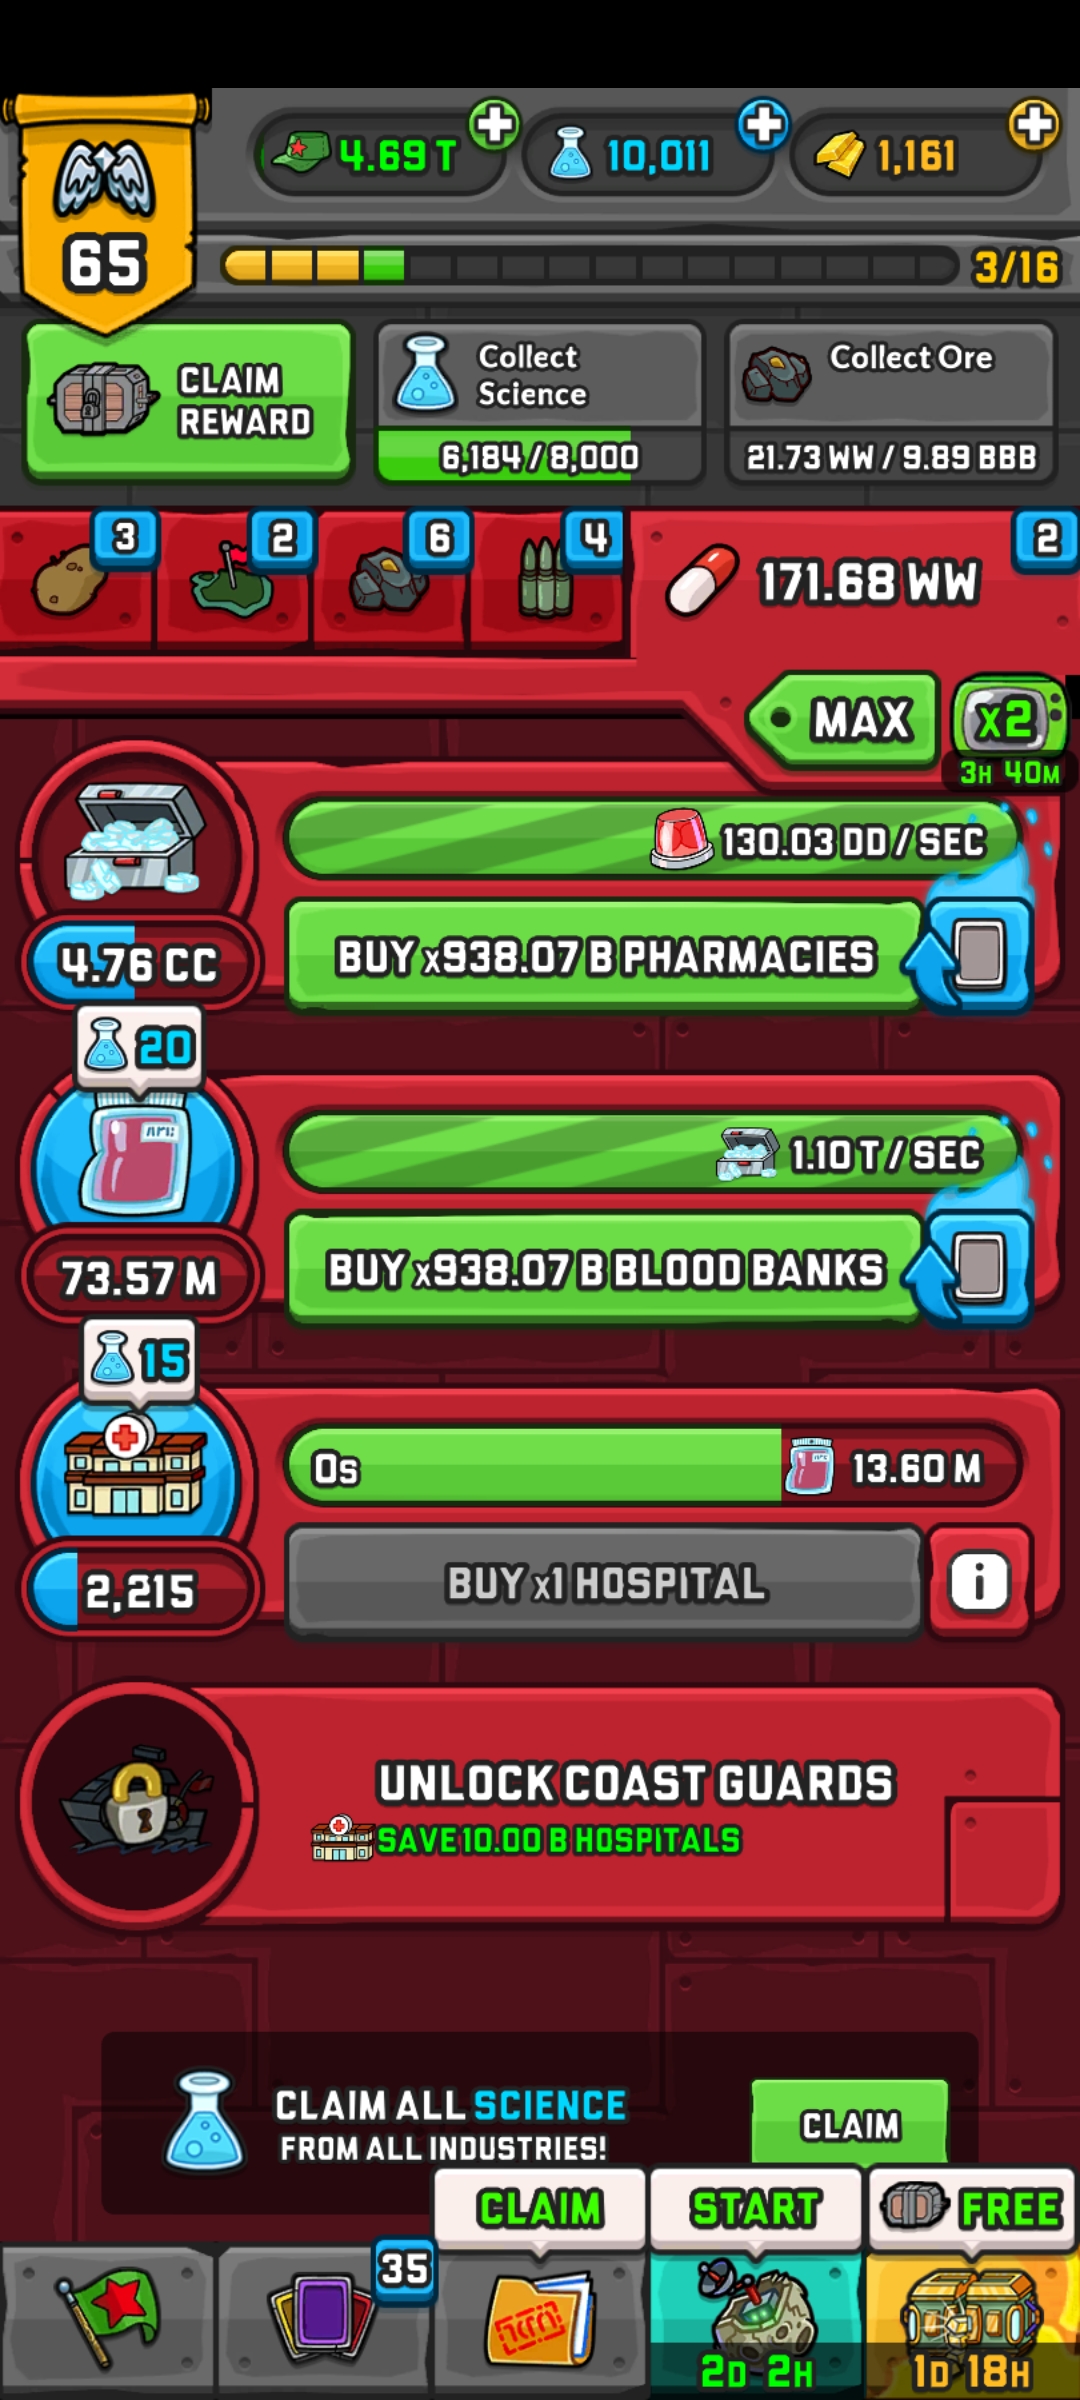 4.69 T
10,011
1,161
65
3/16
CLAIM
REWARD
Collect
Science
6,184 / 8,000
Collect Ore
21.73 WW / 9.89 BBB
3
2
6
4
171.68 WW
2
MAX
x2
3H 40M
130.03 DD / SEC
4.76 CC
BUY x938.07 B PHARMACIES
20
1.10 T / SEC
73.57 M
BUY x938.07 B BLOOD BANKS
15
0s
13.60 M
2,215
BUY x1 HOSPITAL
i
UNLOCK COAST GUARDS
SAVE 10.00 B HOSPITALS
CLAIM ALL SCIENCE
FROM ALL INDUSTRIES!
CLAIM
CLAIM
START
FREE
35
2D 2H
1D 18H